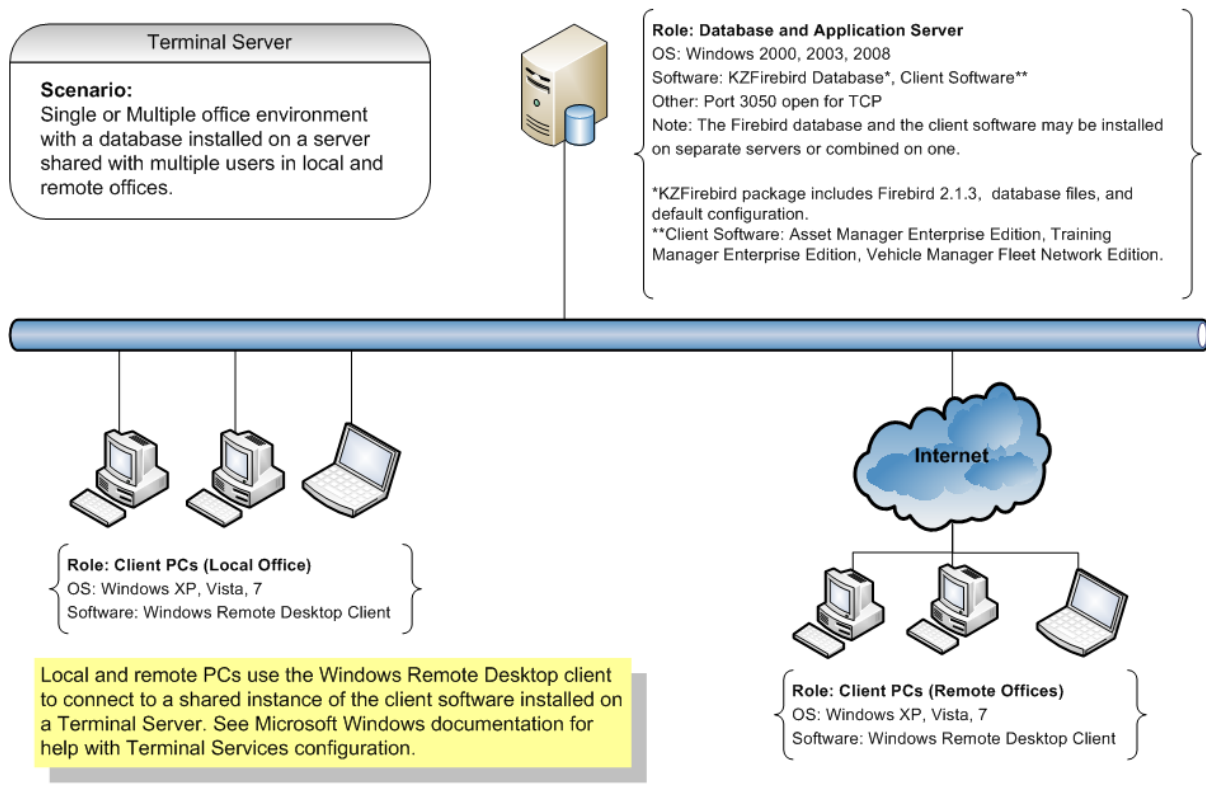 Terminal Server
Scenario:
Single or Multiple office environment
with a database installed on a server
shared with multiple users in local and
remote offices.
Role: Database and Application Server
OS: Windows 2000, 2003, 2008
Software: KZFirebird Database*, Client Software**
Other: Port 3050 open for TCP
Note: The Firebird database and the client software may be installed
on separate servers or combined on one.
*KZFirebird package includes Firebird 2.1.3, database files, and
default configuration.
**Client Software: Asset Manager Enterprise Edition, Training
Manager Enterprise Edition, Vehicle Manager Fleet Network Edition.
Internet
Role: Client PCs (Local Office)
OS: Windows XP, Vista, 7
Software: Windows Remote Desktop Client
Local and remote PCs use the Windows Remote Desktop client
to connect to a shared instance of the client software installed on
a Terminal Server. See Microsoft Windows documentation for
help with Terminal Services configuration.
Role: Client PCs (Remote Offices)
OS: Windows XP, Vista, 7
Software: Windows Remote Desktop Client